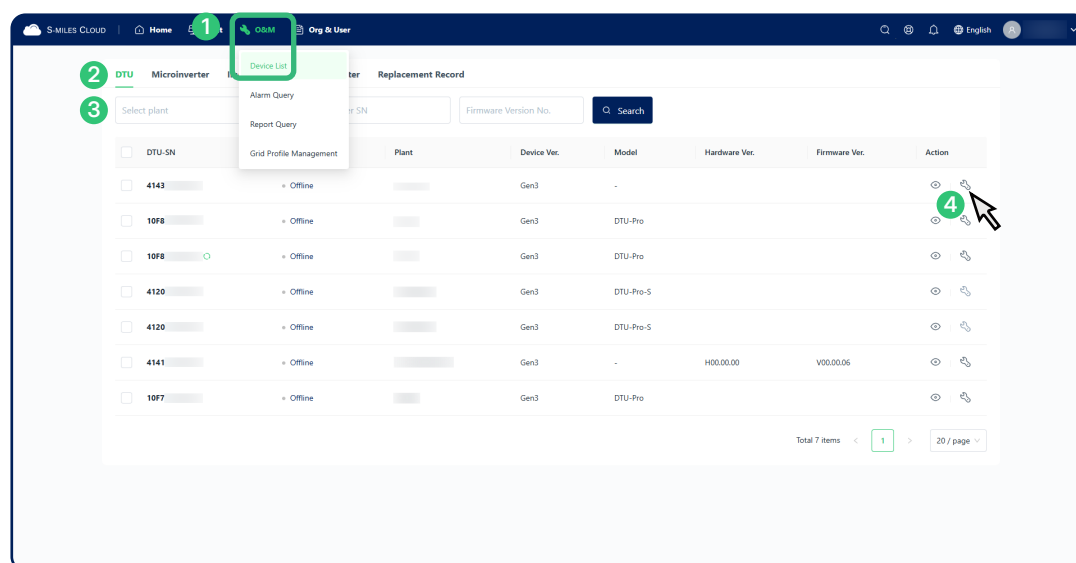 S-MILES CLOUD Home 1 t O&M Org & User English A
2 DTU Microinverter ter Replacement Record
Device List
Alarm Query
Report Query
Grid Profile Management
3 Select plant r SN Firmware Version No. Search
DTU-SN Plant Device Ver. Model Hardware Ver. Firmware Ver. Action
4143 Offline Gen3 -
4
10F8 Offline Gen3 DTU-Pro
10F8 Offline Gen3 DTU-Pro
4120 Offline Gen3 DTU-Pro-S
4120 Offline Gen3 DTU-Pro-S
4141 Offline Gen3 - H00.00.00 V00.00.06
10F7 Offline Gen3 DTU-Pro
Total 7 items < 1 > 20 / page